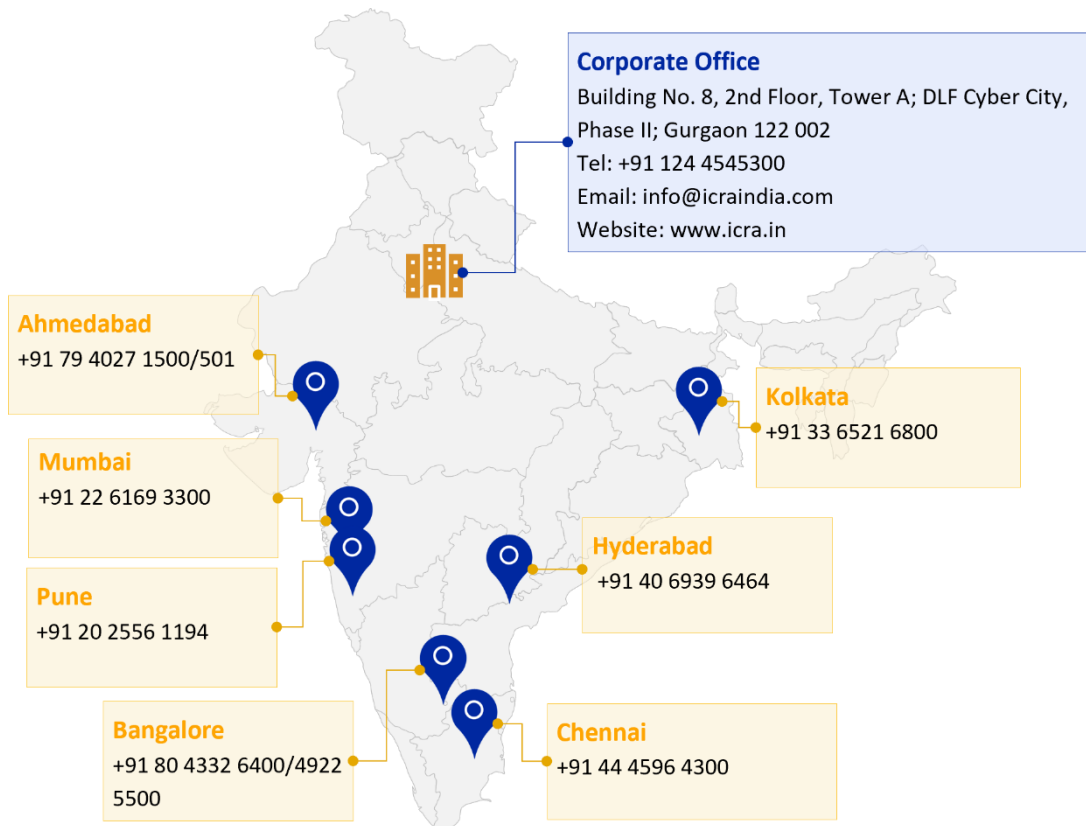 Corporate Office
Building No. 8, 2nd Floor, Tower A; DLF Cyber City,
Phase II; Gurgaon 122 002
Tel: +91 124 4545300
Email: info@icraindia.com
Website: www.icra.in
Ahmedabad
+91 79 4027 1500/501
Kolkata
+91 33 6521 6800
Mumbai
+91 22 6169 3300
Hyderabad
+91 40 6939 6464
Pune
+91 20 2556 1194
Bangalore
+91 80 4332 6400/4922
5500
Chennai
+91 44 4596 4300